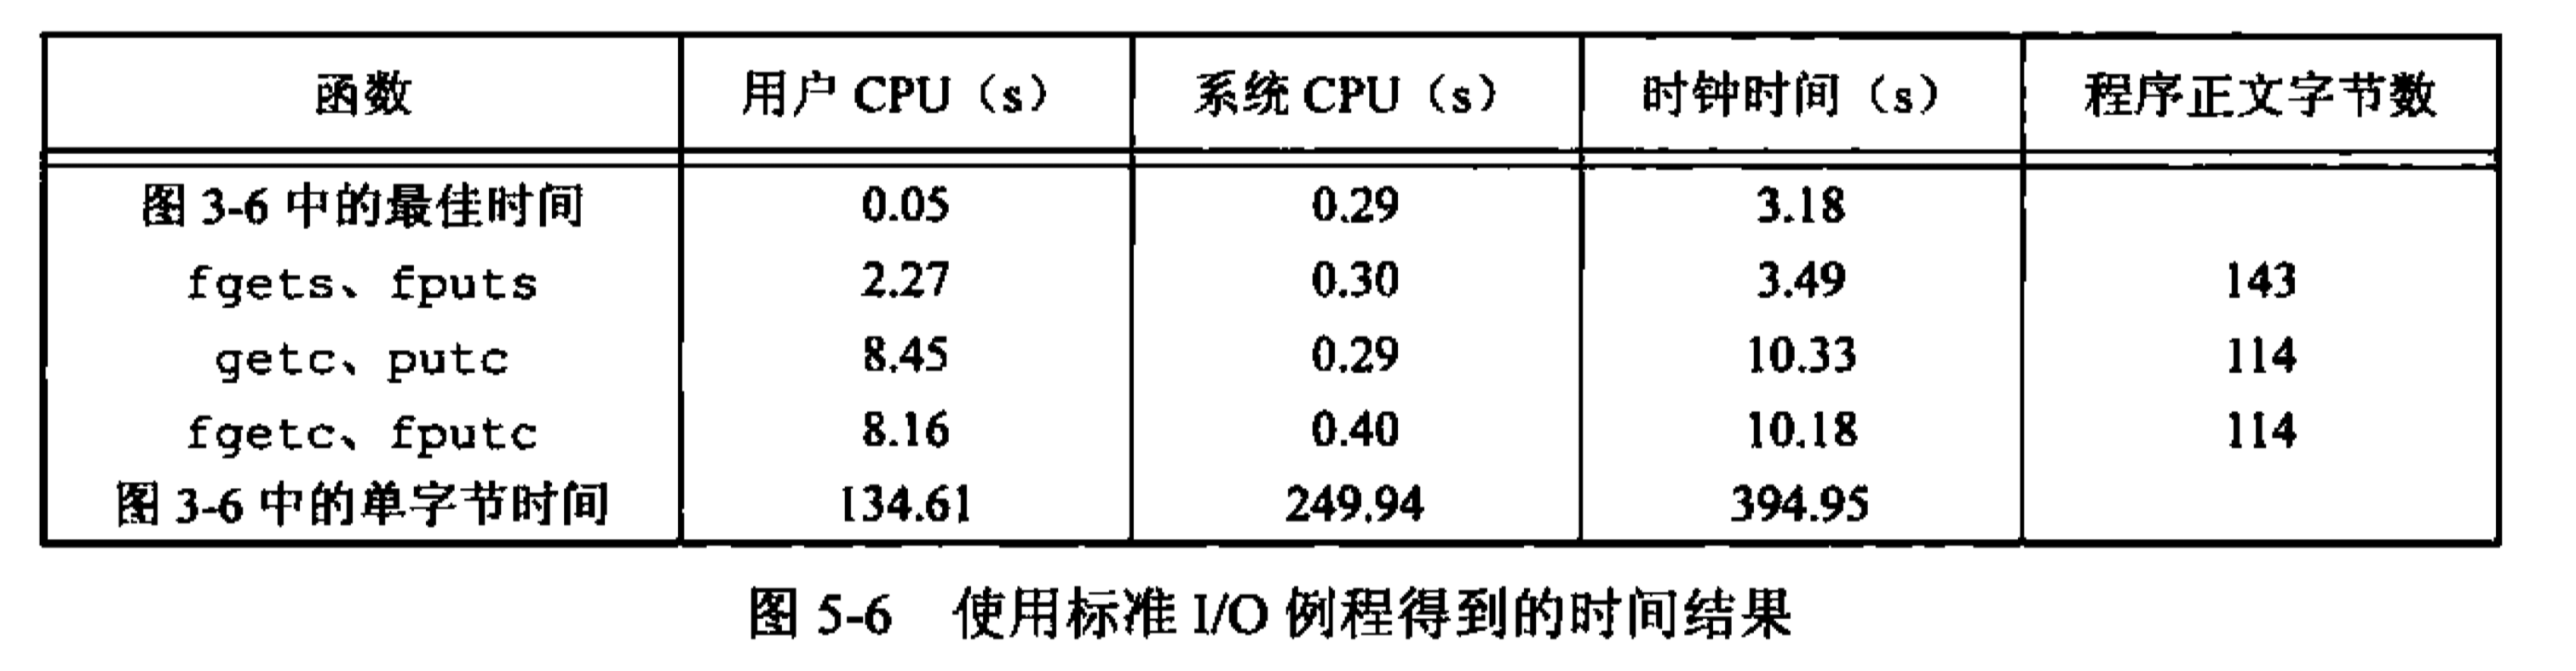 函数 用户 CPU（s） 系统 CPU（s） 时钟时间（s） 程序正文字节数
图 3-6 中的最佳时间 0.05 0.29 3.18
fgets、fputs 2.27 0.30 3.49 143
getc、putc 8.45 0.29 10.33 114
fgetc、fputc 8.16 0.40 10.18 114
图 3-6 中的单字节时间 134.61 249.94 394.95
图 5-6 使用标准 I/O 例程得到的时间结果